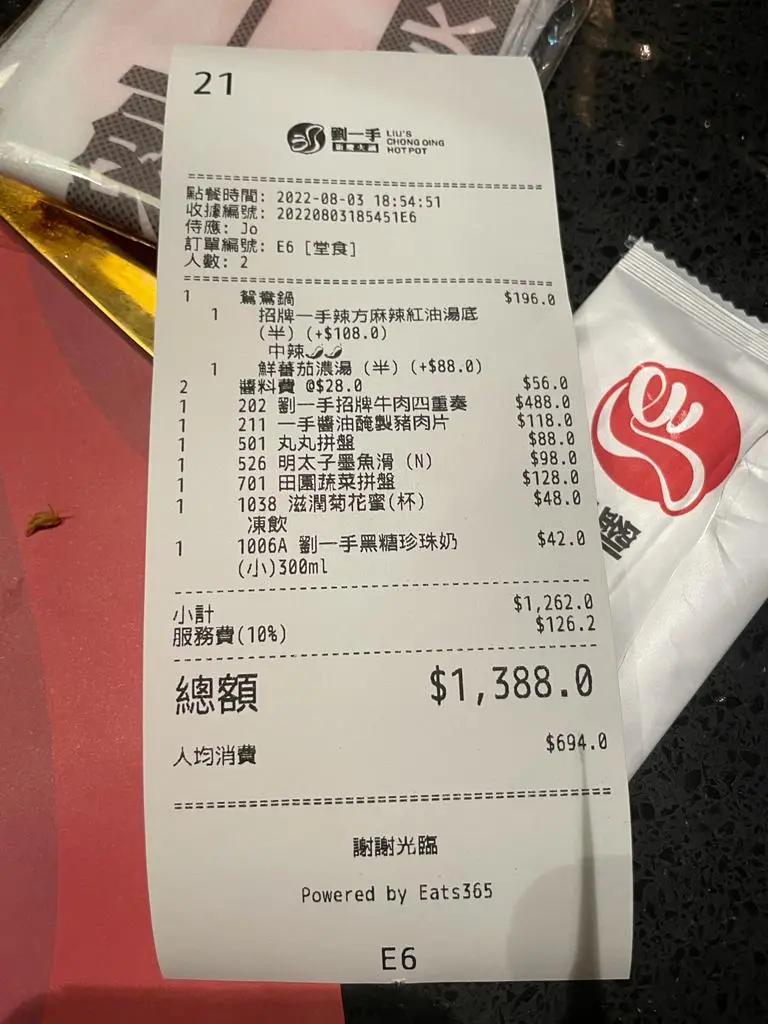 21
劉一手 LIU'S
CHONG QING
重慶火鍋 HOT POT
點餐時間: 2022-08-03 18:54:51
收據編號: 20220803185451E6
侍應: Jo
訂單編號: E6 [堂食]
人數: 2
1 鴛鴦鍋 $196.0
1 招牌一手辣方麻辣紅油湯底
(半) (+$108.0)
中辣🌶🌶
1 鮮蕃茄濃湯 (半) (+$88.0)
2 醬料費 @$28.0 $56.0
1 202 劉一手招牌牛肉四重奏 $488.0
1 211 一手醬油醃製豬肉片 $118.0
1 501 丸丸拼盤 $88.0
1 526 明太子墨魚滑 (N) $98.0
1 701 田園蔬菜拼盤 $128.0
1 1038 滋潤菊花蜜(杯) $48.0
凍飲
1 1006A 劉一手黑糖珍珠奶 $42.0
(小)300ml
小計 $1,262.0
服務費(10%) $126.2
總額 $1,388.0
人均消費 $694.0
謝謝光臨
Powered by Eats365
E6
劉